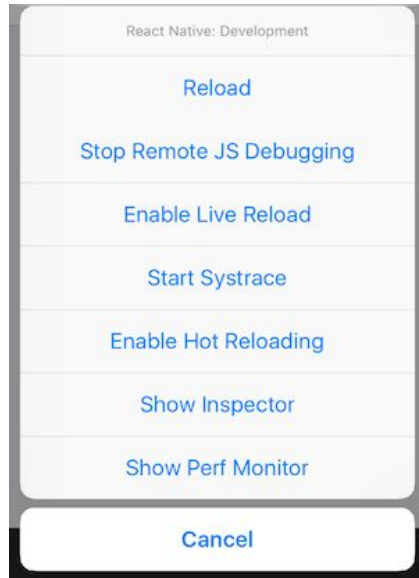 React Native: Development
Reload
Stop Remote JS Debugging
Enable Live Reload
Start Systrace
Enable Hot Reloading
Show Inspector
Show Perf Monitor
Cancel